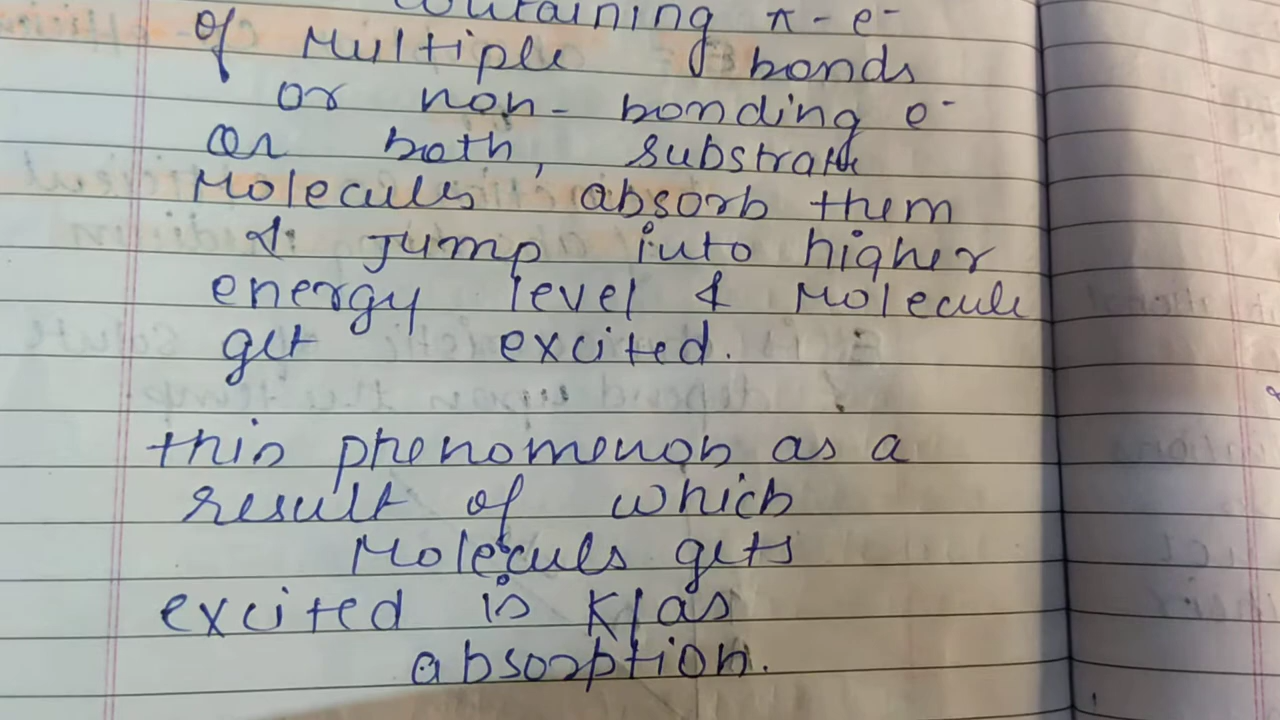 containing π-e-
of Multiple bonds
or non-bonding e-
or both, substrate
Molecules absorb them
& Jump into higher
energy level & Molecule
get excited.
this phenomenon as a
result of which
Molecules gets
excited is K/as
absorption.